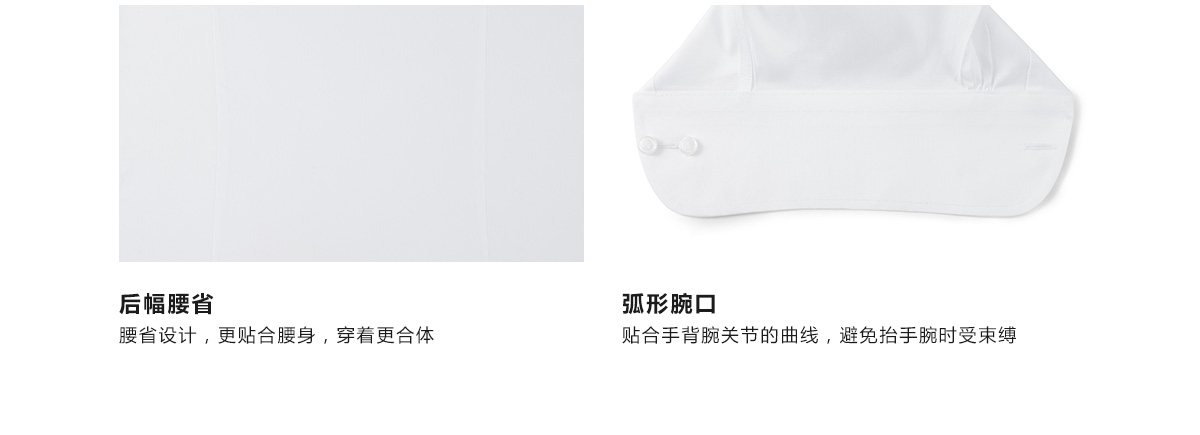 后幅腰省
腰省设计，更贴合腰身，穿着更合体
弧形腕口
贴合手背腕关节的曲线，避免抬手腕时受束缚